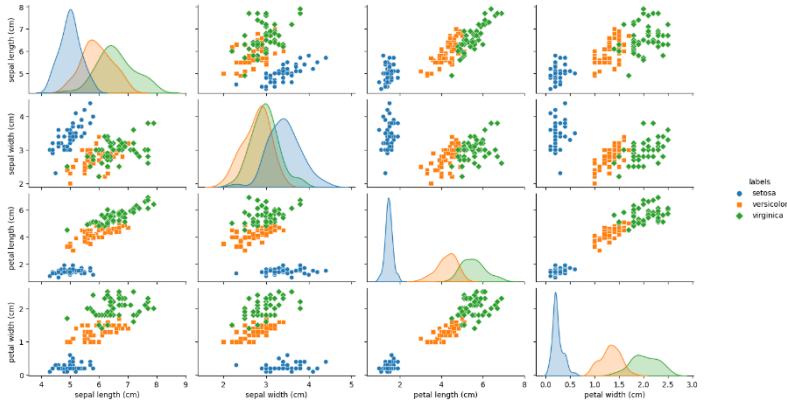 8
7
6
5
sepal length (cm)
4
3
2
sepal width (cm)
6
4
2
petal length (cm)
2
1
0
petal width (cm)
4 5 6 7 8 9
sepal length (cm)
2 3 4 5
sepal width (cm)
2 4 6 8
petal length (cm)
0.0 0.5 1.0 1.5 2.0 2.5 3.0
petal width (cm)
labels
setosa
versicolor
virginica